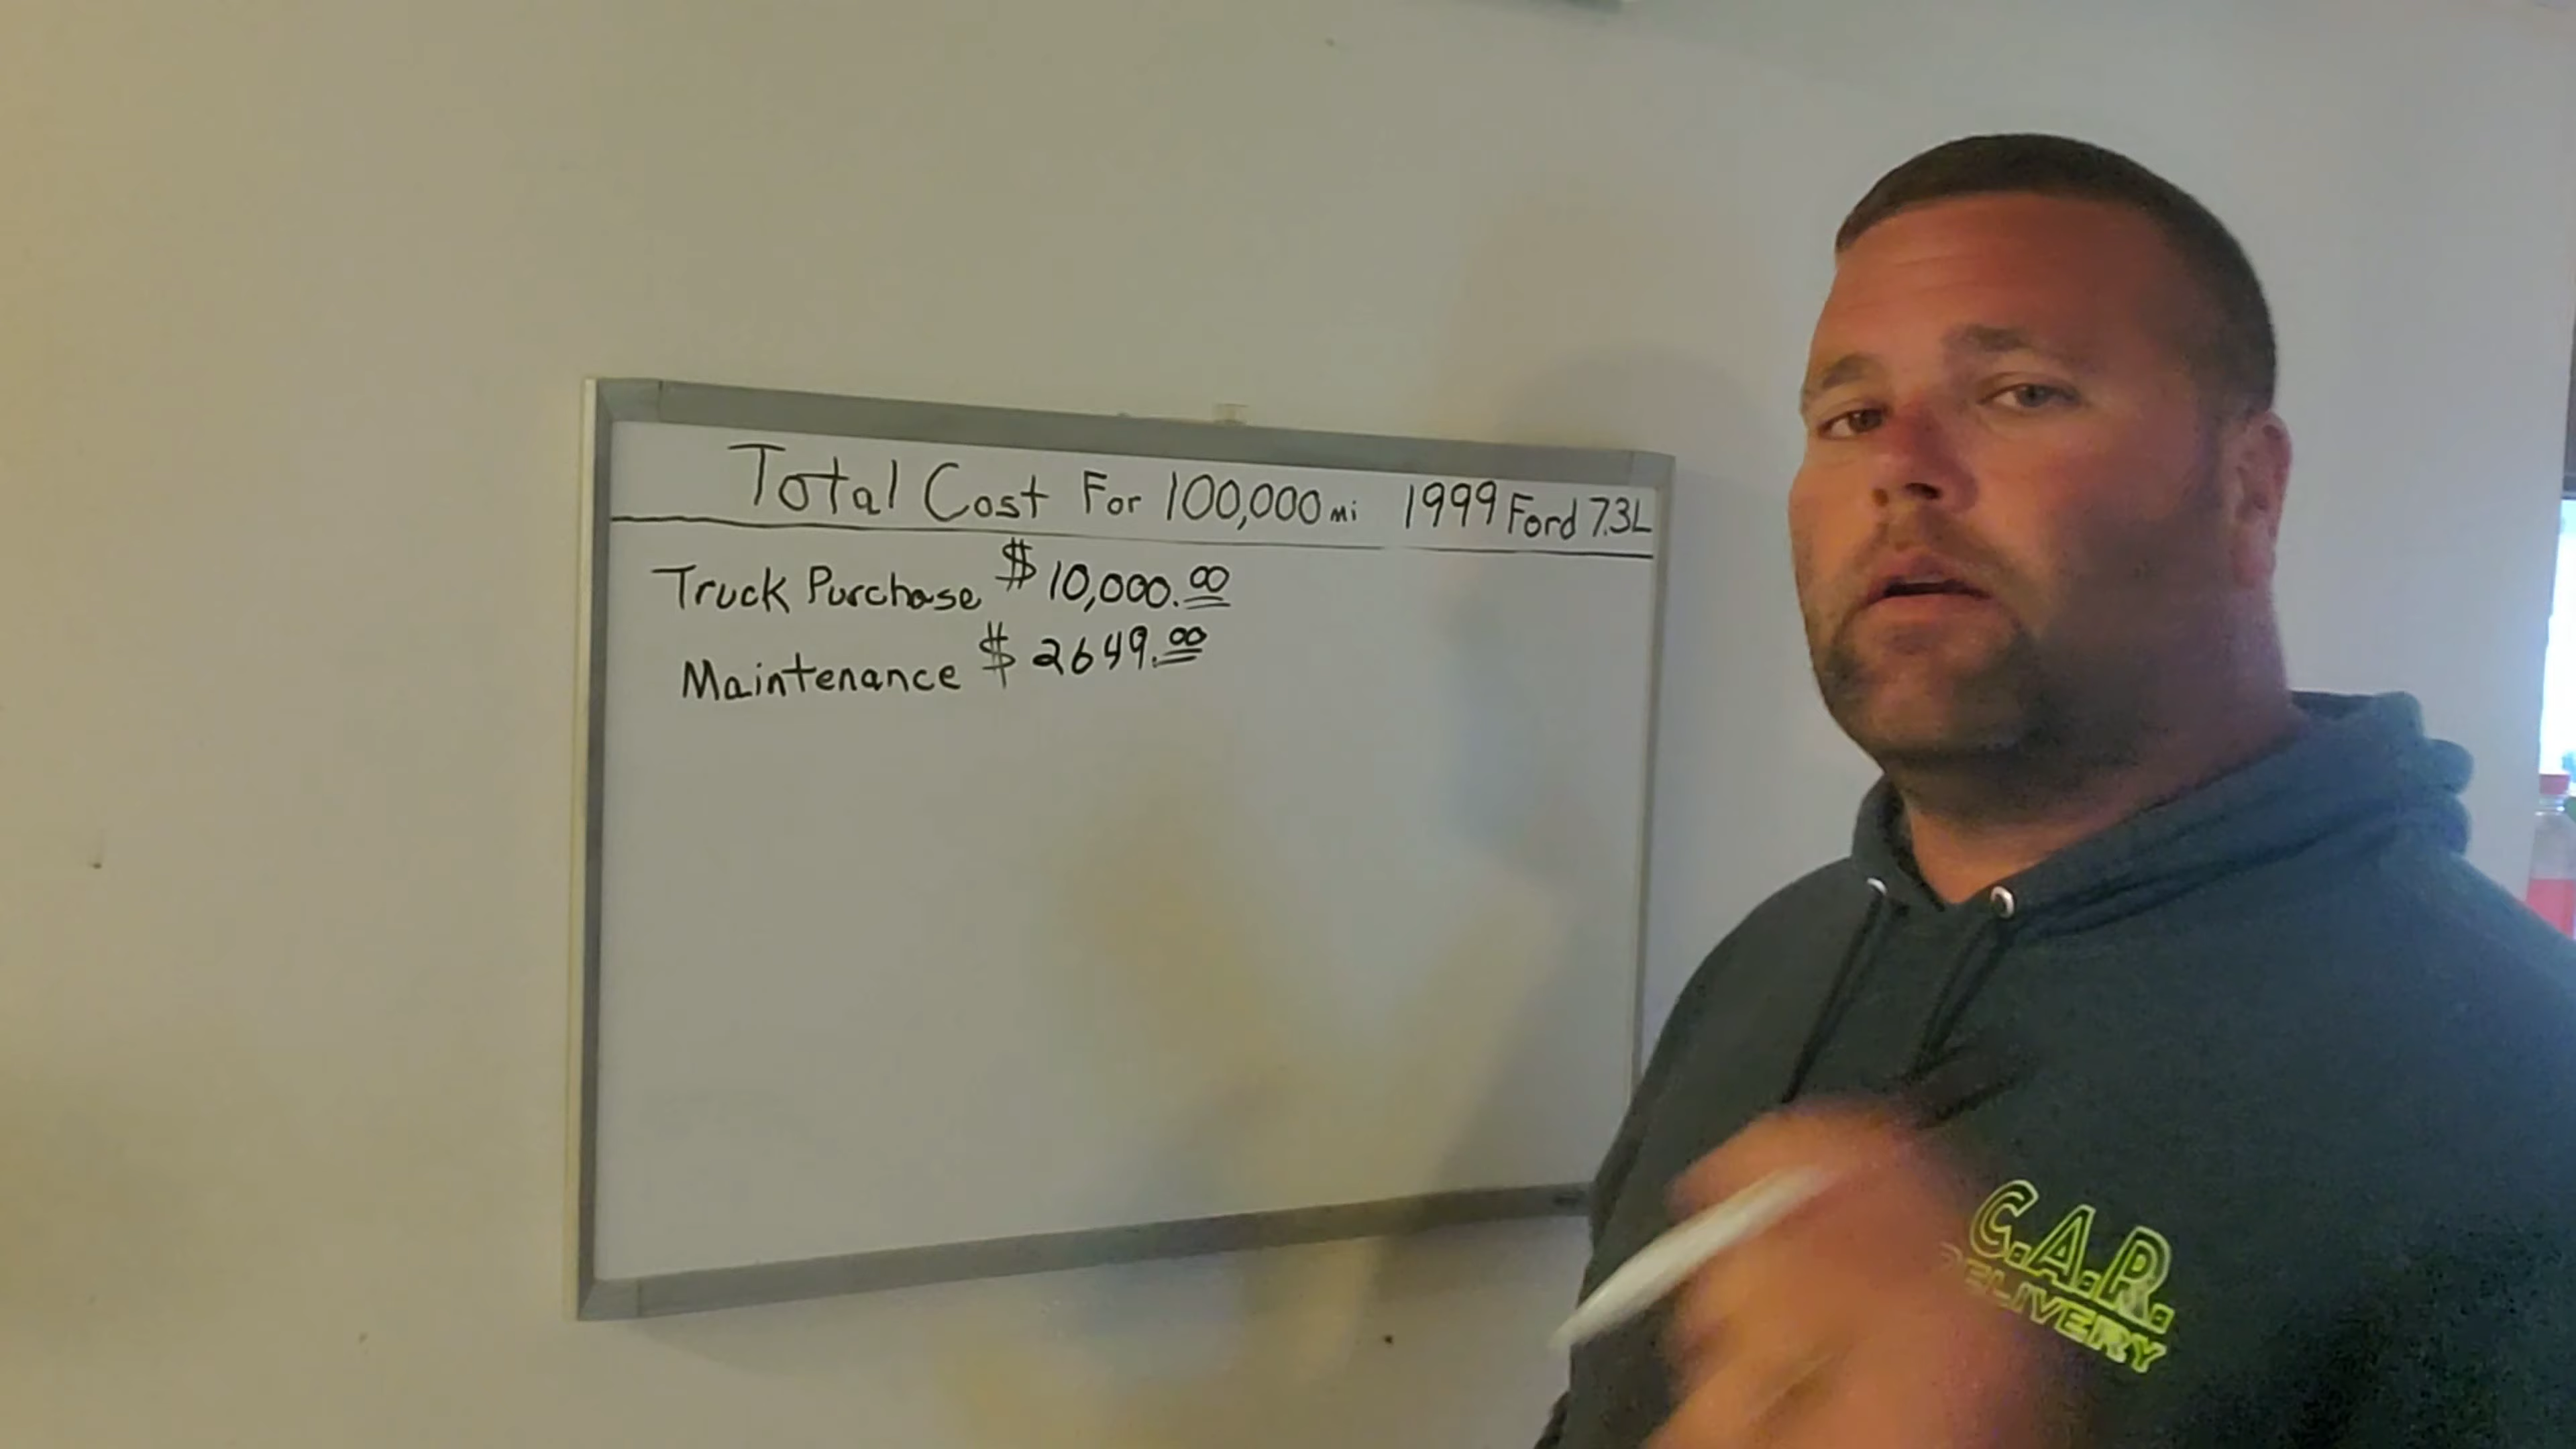 Total Cost For 100,000 mi 1999 Ford 7.3L
Truck Purchase $10,000.00
Maintenance $2649.00
C.A.R.
DELIVERY